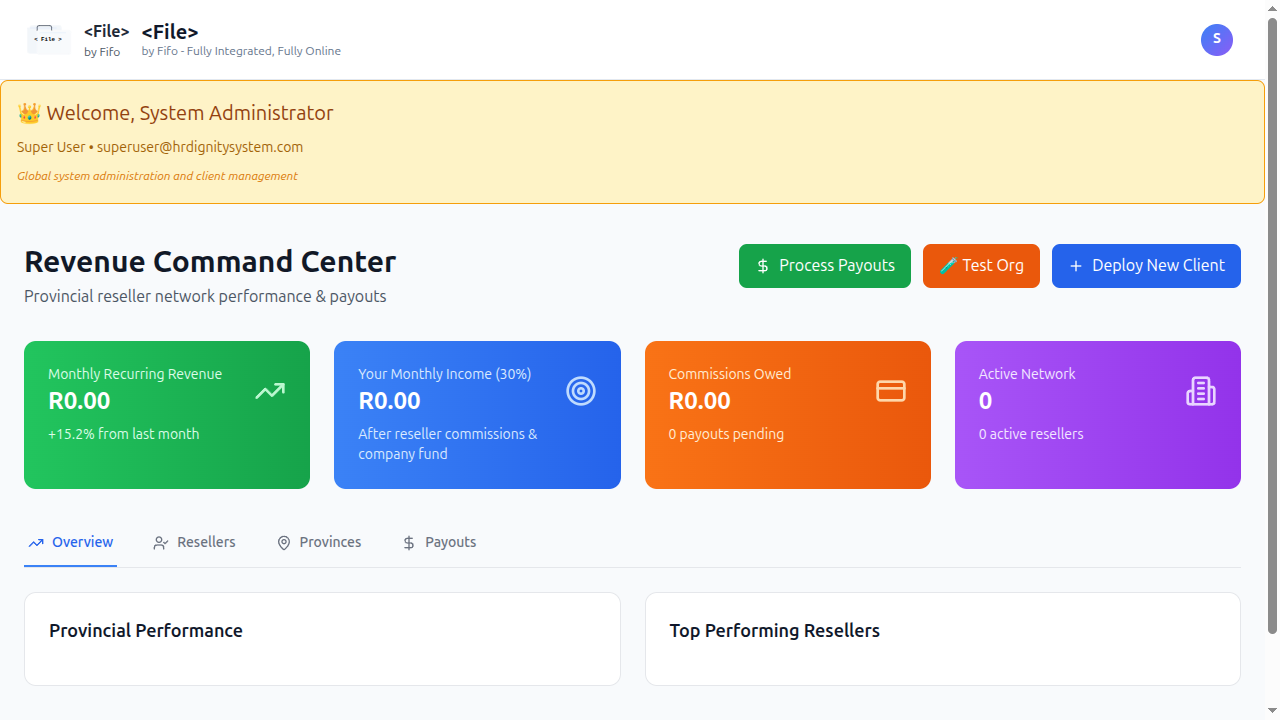 < File >
<File>
by Fifo
<File>
by Fifo - Fully Integrated, Fully Online
S
👑 Welcome, System Administrator
Super User • superuser@hrdignitysystem.com
Global system administration and client management
Revenue Command Center
Provincial reseller network performance & payouts
Process Payouts
🧪 Test Org
Deploy New Client
Monthly Recurring Revenue
R0.00
+15.2% from last month
Your Monthly Income (30%)
R0.00
After reseller commissions &
company fund
Commissions Owed
R0.00
0 payouts pending
Active Network
0
0 active resellers
Overview
Resellers
Provinces
Payouts
Provincial Performance
Top Performing Resellers